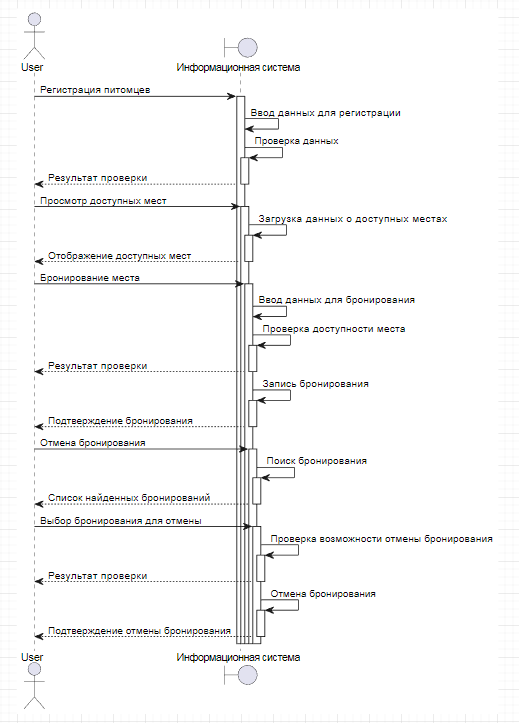 User
Информационная система
Регистрация питомцев
Ввод данных для регистрации
Проверка данных
Результат проверки
Просмотр доступных мест
Загрузка данных о доступных местах
Отображение доступных мест
Бронирование места
Ввод данных для бронирования
Проверка доступности места
Результат проверки
Запись бронирования
Подтверждение бронирования
Отмена бронирования
Поиск бронирования
Список найденных бронирований
Выбор бронирования для отмены
Проверка возможности отмены бронирования
Результат проверки
Отмена бронирования
Подтверждение отмены бронирования
User
Информационная система